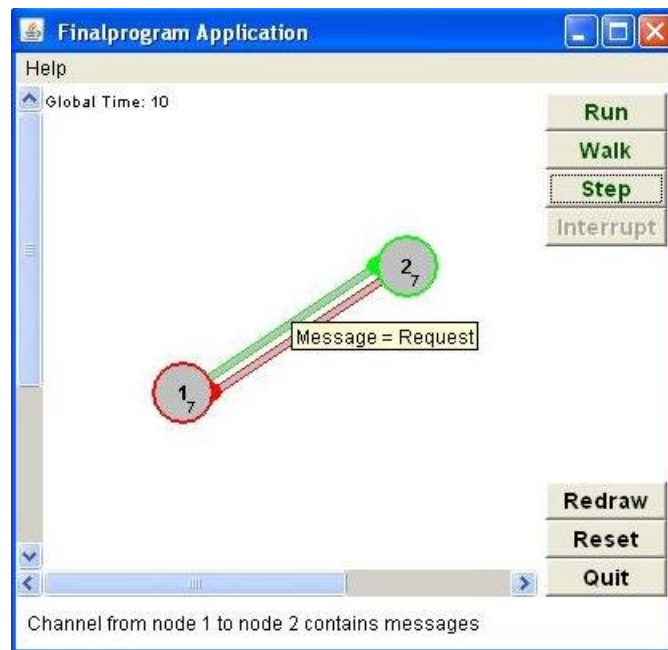 Finalprogram Application
Help
Global Time: 10
Run
Walk
Step
Interrupt
2
7
Message = Request
1
7
Redraw
Reset
Quit
Channel from node 1 to node 2 contains messages